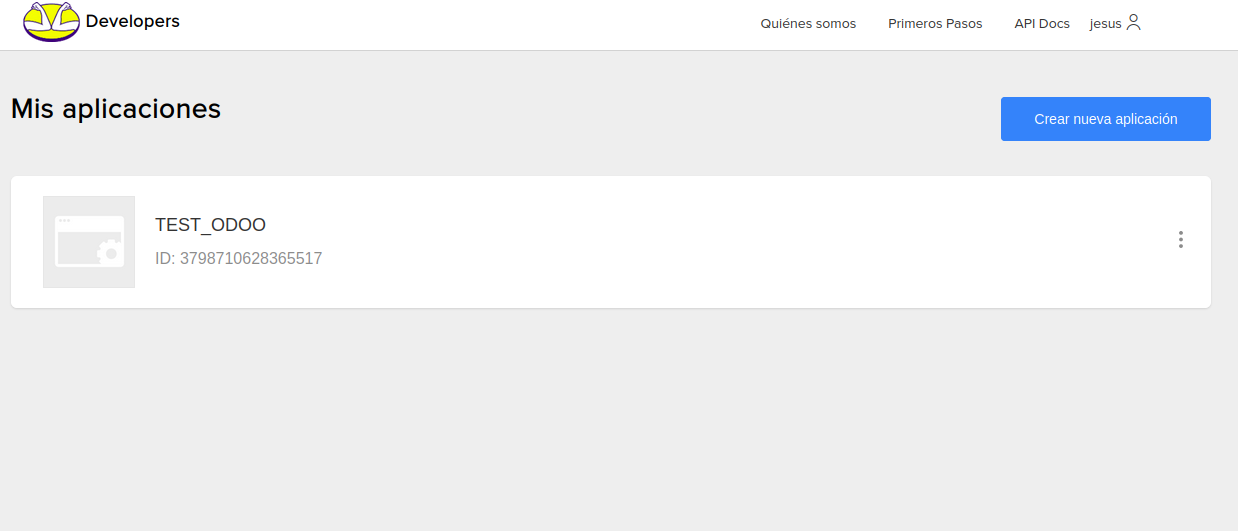 Developers
Quiénes somos
Primeros Pasos
API Docs
jesus
Mis aplicaciones
Crear nueva aplicación
TEST_ODOO
ID: 3798710628365517